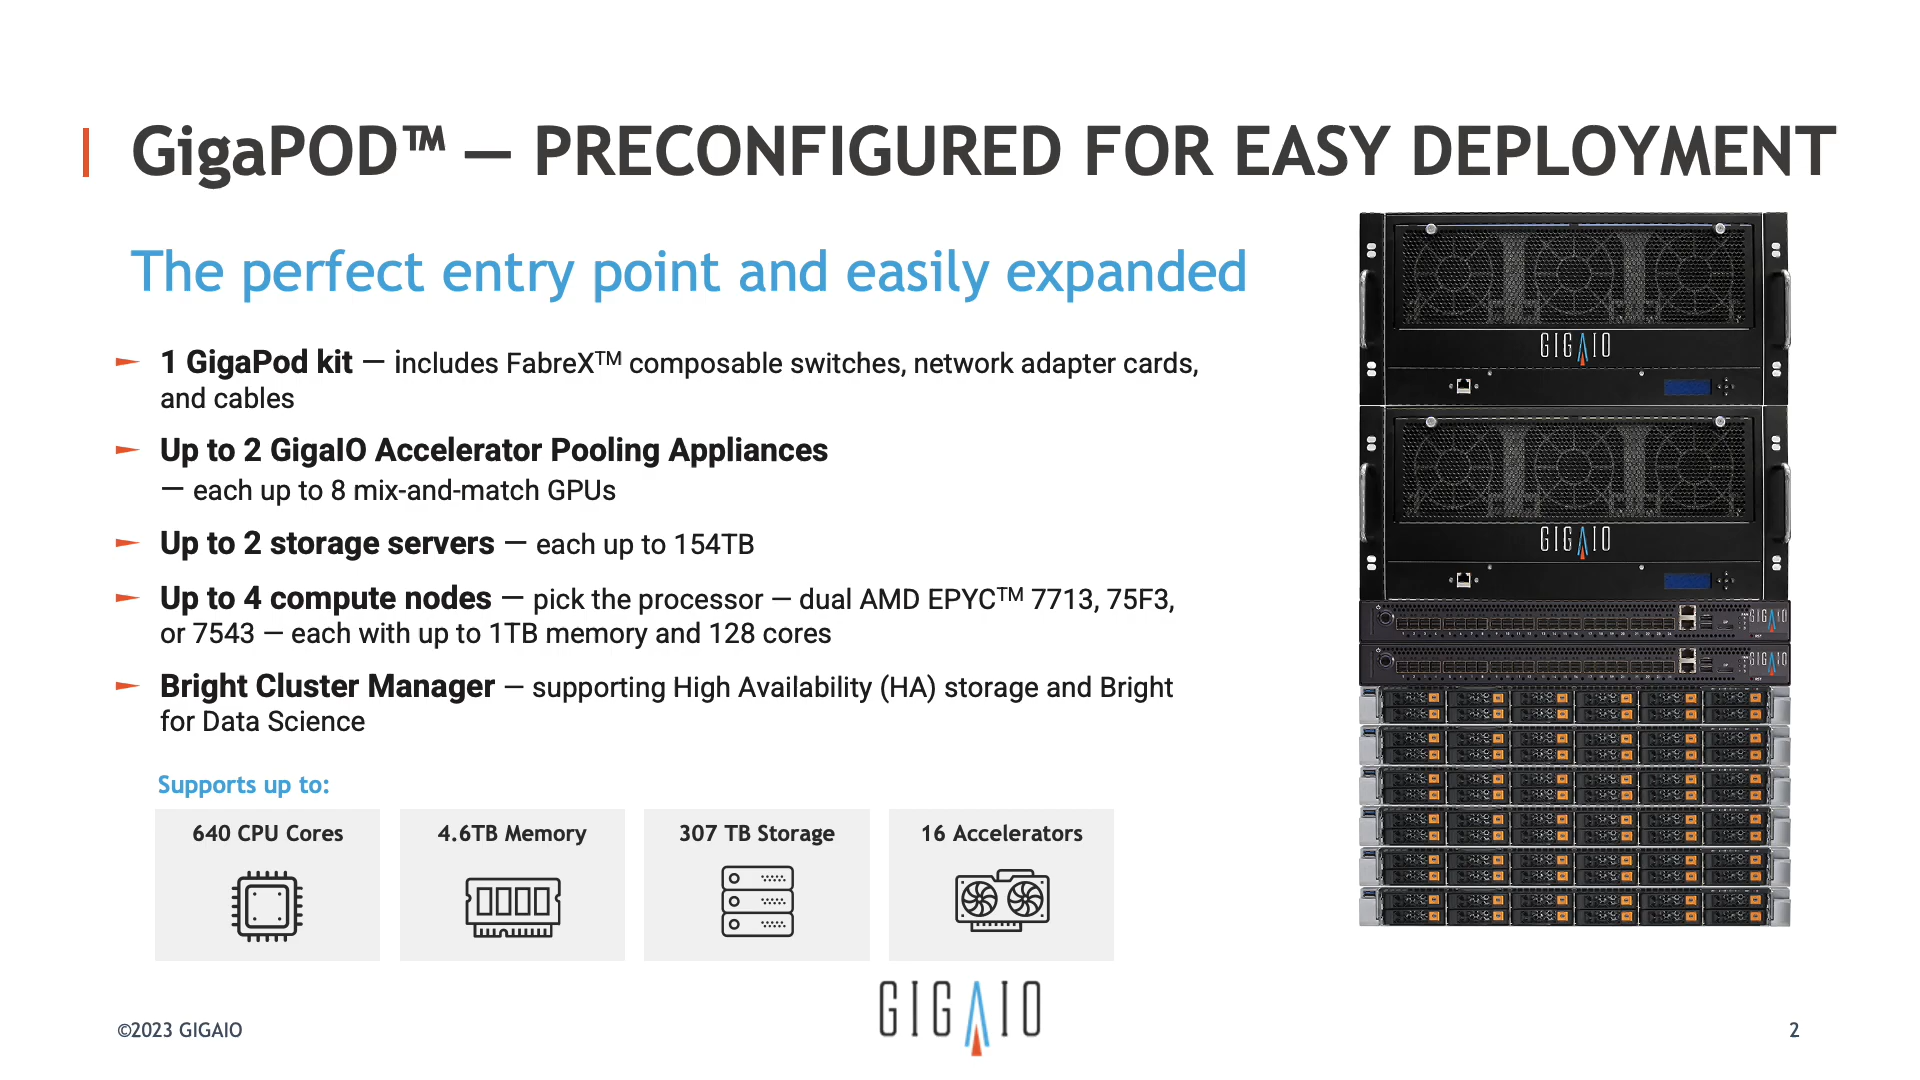 GigaPOD™ — PRECONFIGURED FOR EASY DEPLOYMENT
The perfect entry point and easily expanded
1 GigaPod kit — includes FabreX™ composable switches, network adapter cards,
and cables
Up to 2 GigaIO Accelerator Pooling Appliances
— each up to 8 mix-and-match GPUs
Up to 2 storage servers — each up to 154TB
Up to 4 compute nodes — pick the processor — dual AMD EPYC™ 7713, 75F3,
or 7543 — each with up to 1TB memory and 128 cores
Bright Cluster Manager — supporting High Availability (HA) storage and Bright
for Data Science
Supports up to:
640 CPU Cores
4.6TB Memory
307 TB Storage
16 Accelerators
GIGAIO
GIGAIO
GIGAIO
GIGAIO
GIGAIO
©2023 GIGAIO
2